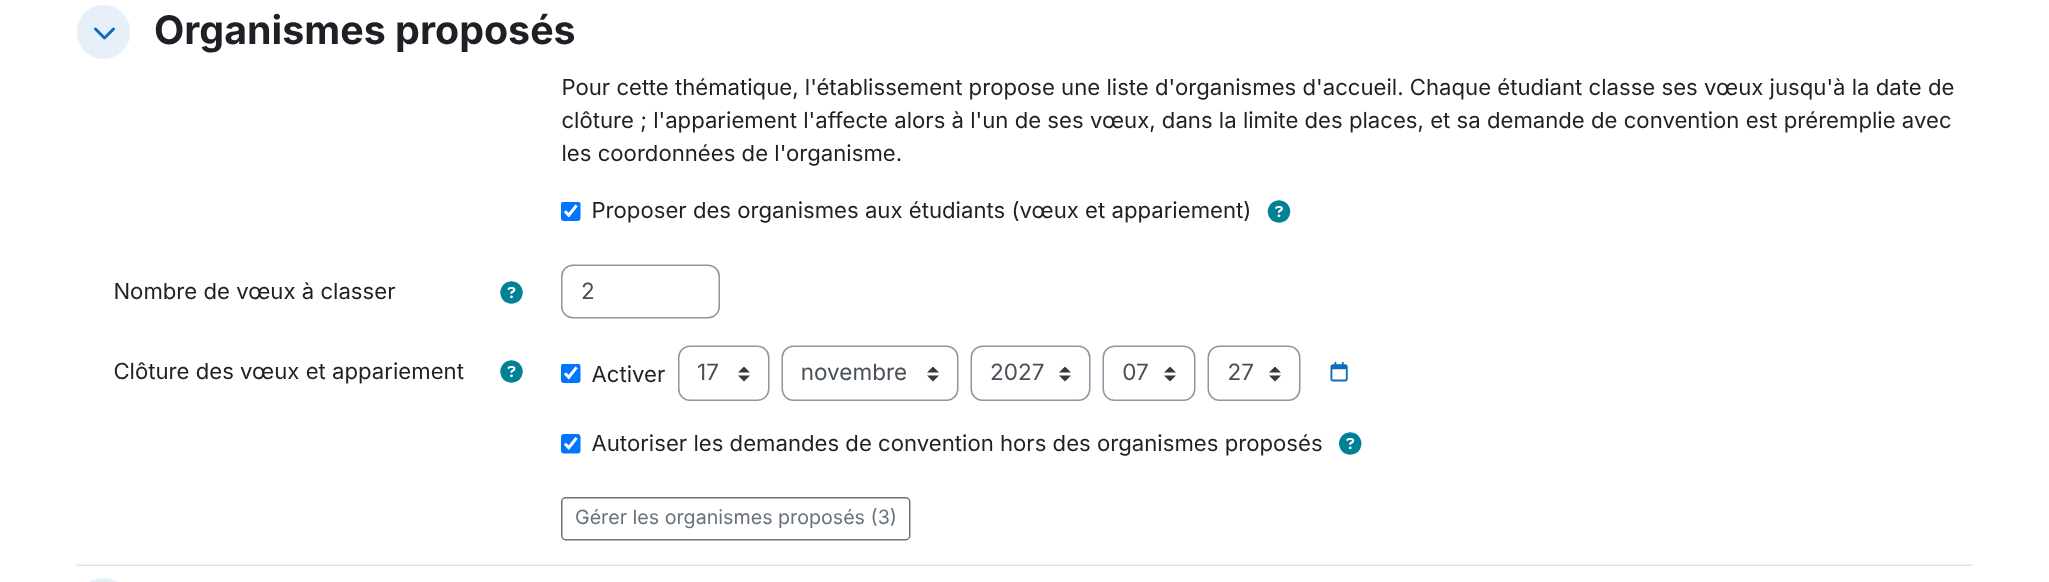 Organismes proposés
Pour cette thématique, l'établissement propose une liste d'organismes d'accueil. Chaque étudiant classe ses vœux jusqu'à la date de
clôture ; l'appariement l'affecte alors à l'un de ses vœux, dans la limite des places, et sa demande de convention est préremplie avec
les coordonnées de l'organisme.
Proposer des organismes aux étudiants (vœux et appariement) ?
Nombre de vœux à classer ? 2
Clôture des vœux et appariement ? Activer 17 novembre 2027 07 27
Autoriser les demandes de convention hors des organismes proposés ?
Gérer les organismes proposés (3)